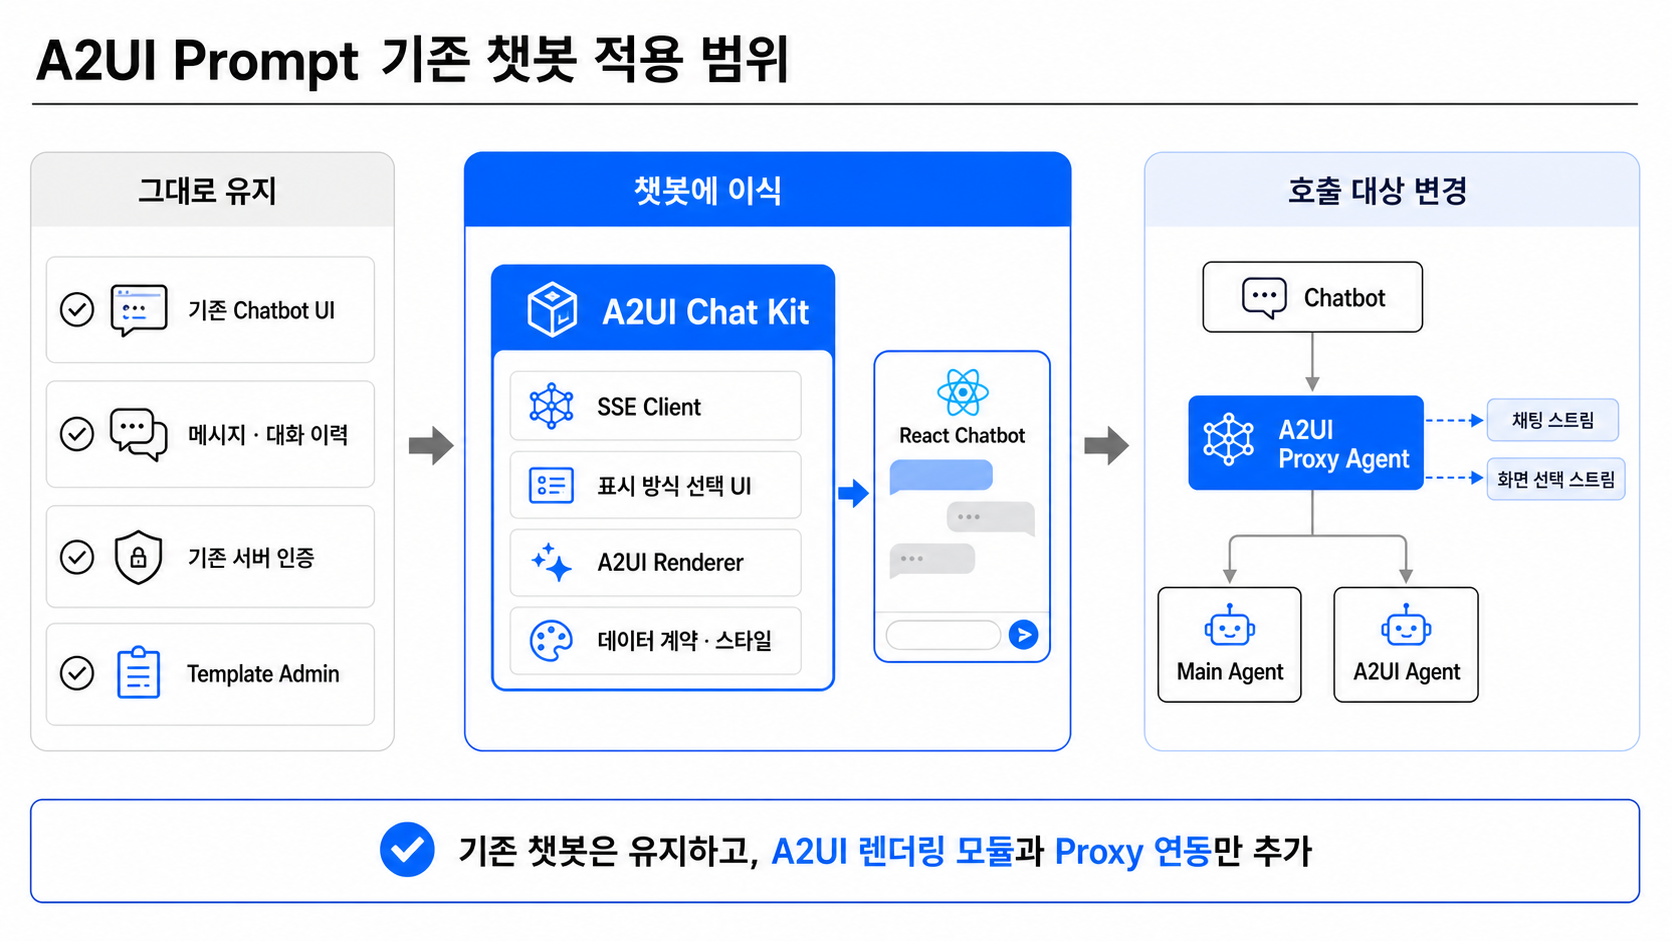 A2UI Prompt 기존 챗봇 적용 범위
그대로 유지
기존 Chatbot UI
메시지 · 대화 이력
기존 서버 인증
Template Admin
챗봇에 이식
A2UI Chat Kit
SSE Client
표시 방식 선택 UI
A2UI Renderer
데이터 계약 · 스타일
React Chatbot
호출 대상 변경
Chatbot
A2UI
Proxy Agent
채팅 스트림
화면 선택 스트림
Main Agent
A2UI Agent
기존 챗봇은 유지하고, A2UI 렌더링 모듈과 Proxy 연동만 추가